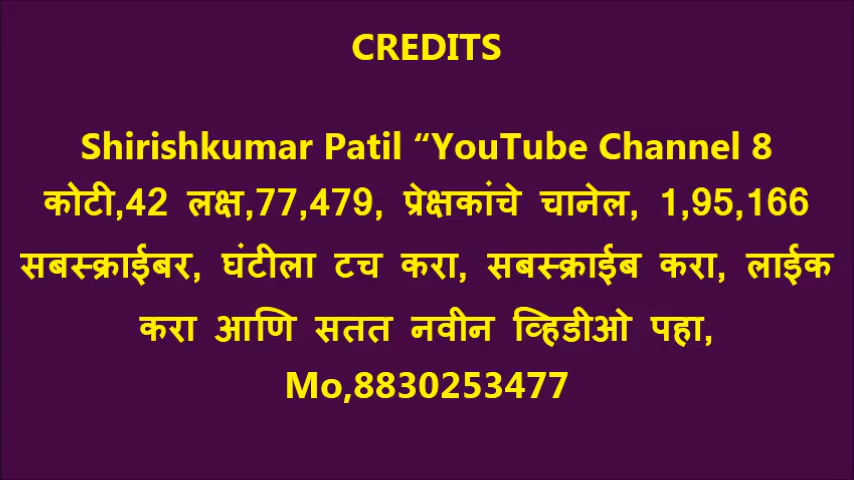 CREDITS
Shirishkumar Patil “YouTube Channel 8
कोटी,42 लक्ष,77,479, प्रेक्षकांचे चानेल, 1,95,166
सबस्क्राईबर, घंटीला टच करा, सबस्क्राईब करा, लाईक
करा आणि सतत नवीन व्हिडीओ पहा,
Mo,8830253477